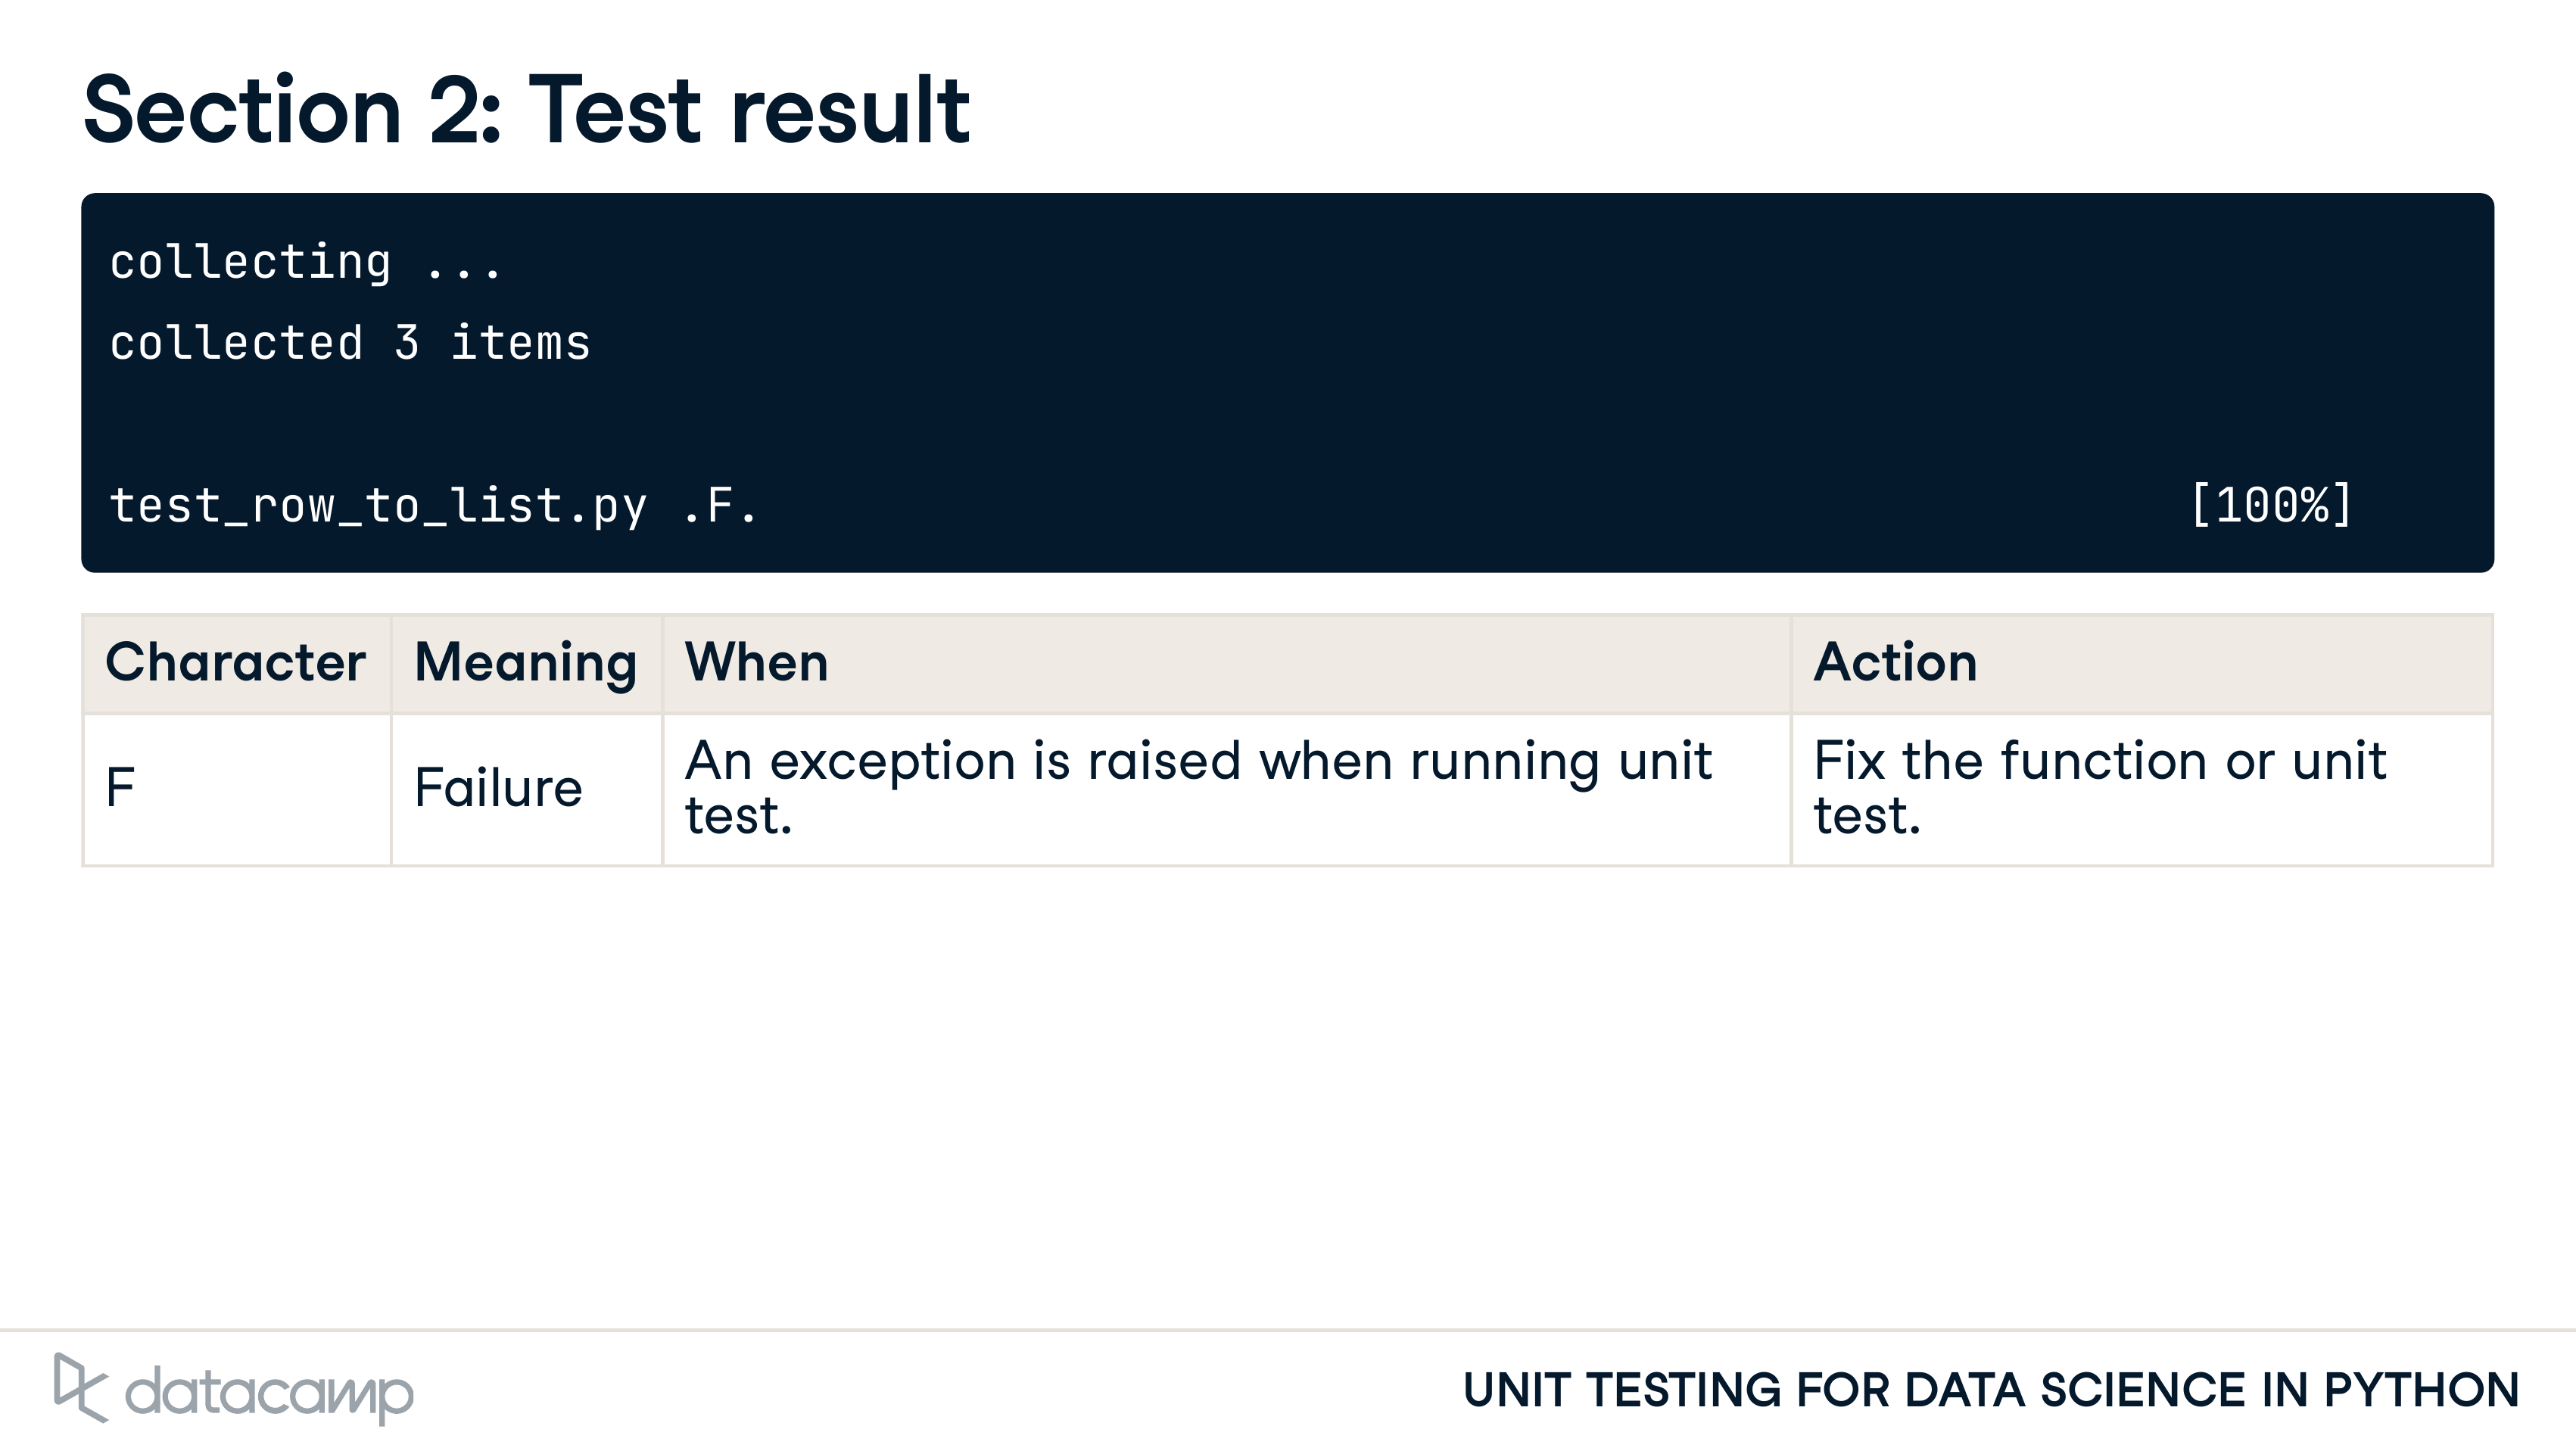 Section 2: Test result
collecting ...
collected 3 items
test_row_to_list.py .F. [100%]
Character Meaning When Action
F Failure An exception is raised when running unit test. Fix the function or unit test.
datacamp
UNIT TESTING FOR DATA SCIENCE IN PYTHON